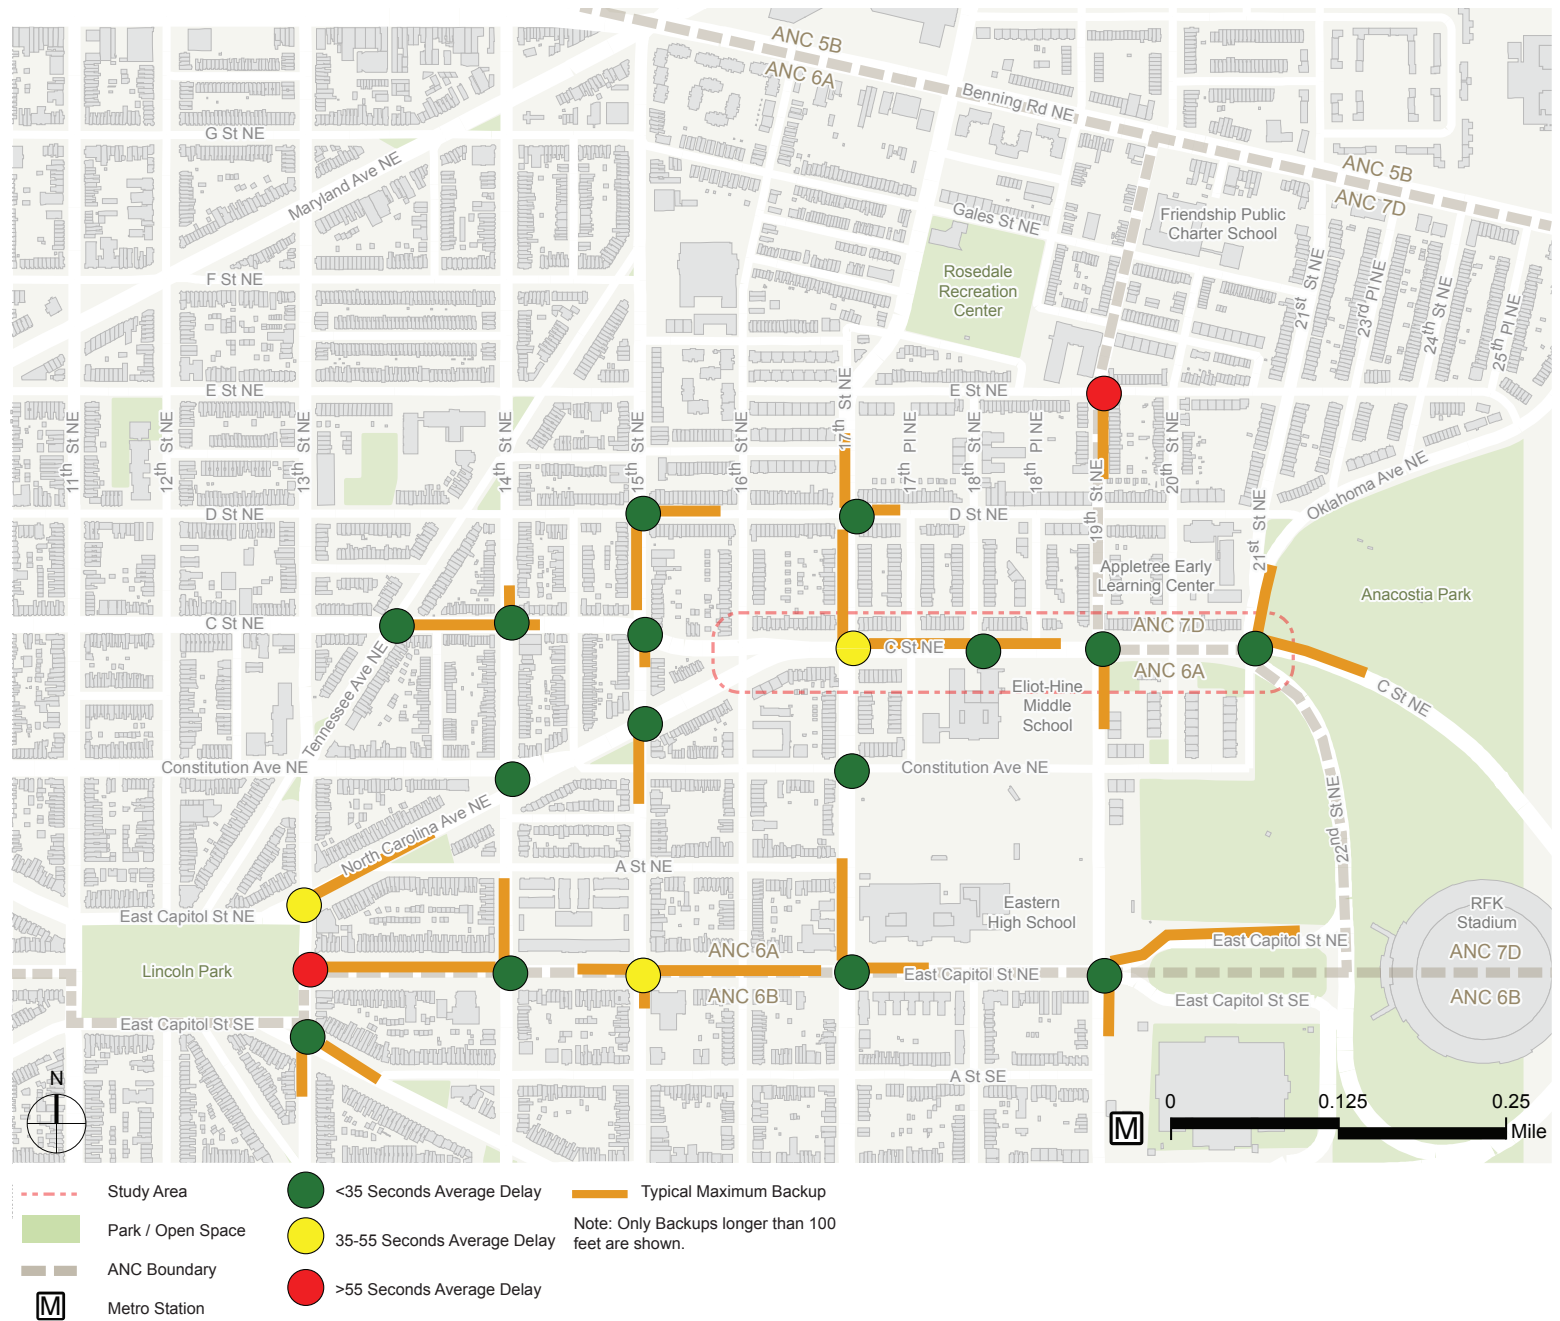 ANC 5B
ANC 6A
Benning Rd NE
G St NE
Maryland Ave NE
ANC 5B
ANC 7D
Gales St NE
Friendship Public
Charter School
F St NE
Rosedale
Recreation
Center
21st St NE
23rd Pl NE
24th St NE
25th Pl NE
E St NE
E St NE
11th St NE
12th St NE
13th St NE
14th St NE
15th St NE
16th St NE
17th St NE
17th Pl NE
18th St NE
18th Pl NE
19th St NE
20th St NE
21st St NE
Oklahoma Ave NE
D St NE
D St NE
Appletree Early
Learning Center
Anacostia Park
C St NE
ANC 7D
C St NE
ANC 6A
Tennessee Ave NE
Eliot-Hine
Middle
School
C St NE
Constitution Ave NE
Constitution Ave NE
22nd St NE
North Carolina Ave NE
A St NE
East Capitol St NE
Eastern
High School
RFK
Stadium
East Capitol St NE
ANC 6A
ANC 7D
Lincoln Park
East Capitol St NE
ANC 6B
ANC 6B
East Capitol St SE
East Capitol St SE
A St SE
N
M
0
0.125
0.25
Mile
Study Area
Park / Open Space
ANC Boundary
M
Metro Station
<35 Seconds Average Delay
35-55 Seconds Average Delay
>55 Seconds Average Delay
Typical Maximum Backup
Note: Only Backups longer than 100
feet are shown.